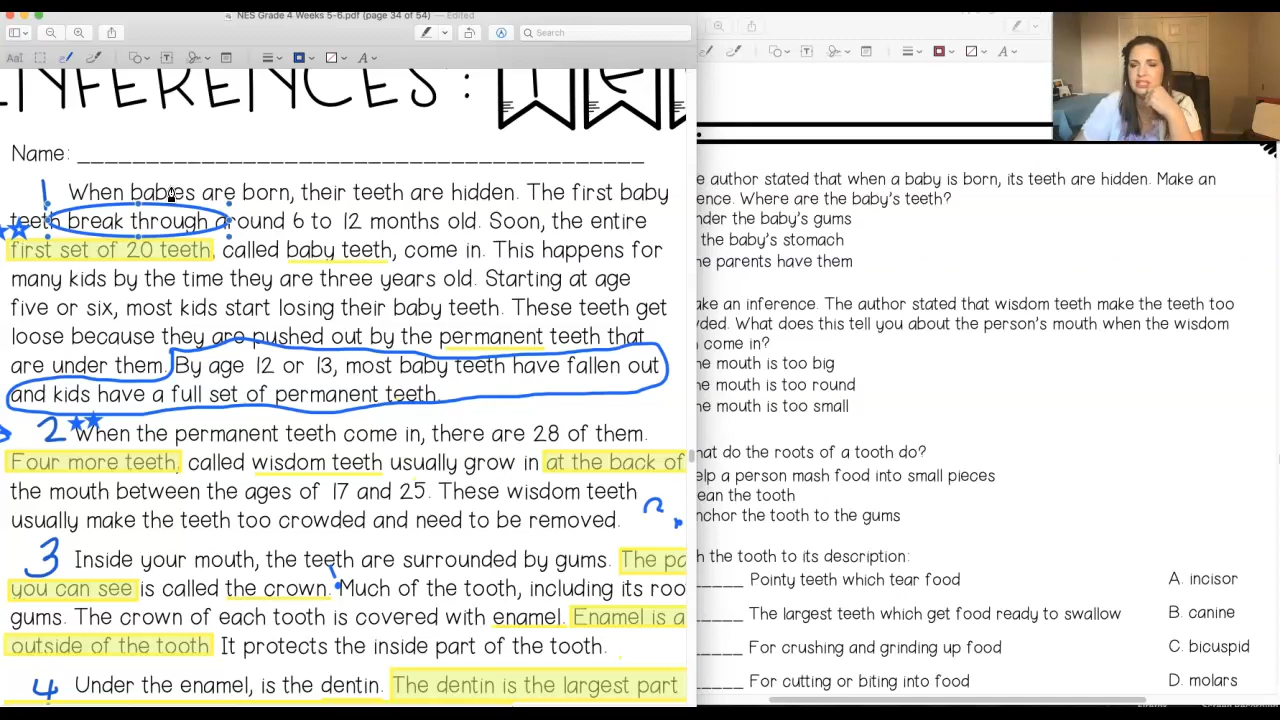 NES Grade 4 Weeks 5-6.pdf (page 34 of 54) — Edited
Search
INFERENCES: Tee
Name: ____________________
1 When babies are born, their teeth are hidden. The first baby
teeth break through around 6 to 12 months old. Soon, the entire
first set of 20 teeth, called baby teeth, come in. This happens for
many kids by the time they are three years old. Starting at age
five or six, most kids start losing their baby teeth. These teeth get
loose because they are pushed out by the permanent teeth that
are under them. By age 12 or 13, most baby teeth have fallen out
and kids have a full set of permanent teeth.
2 When the permanent teeth come in, there are 28 of them.
Four more teeth, called wisdom teeth usually grow in at the back of
the mouth between the ages of 17 and 25. These wisdom teeth
usually make the teeth too crowded and need to be removed.
?
3 Inside your mouth, the teeth are surrounded by gums. The pa
you can see is called the crown. Much of the tooth, including its roo
gums. The crown of each tooth is covered with enamel. Enamel is a
outside of the tooth. It protects the inside part of the tooth.
4 Under the enamel, is the dentin. The dentin is the largest part
e author stated that when a baby is born, its teeth are hidden. Make an
ence. Where are the baby's teeth?
nder the baby's gums
the baby's stomach
he parents have them
ake an inference. The author stated that wisdom teeth make the teeth too
wded. What does this tell you about the person's mouth when the wisdom
come in?
he mouth is too big
he mouth is too round
he mouth is too small
hat do the roots of a tooth do?
elp a person mash food into small pieces
ean the tooth
nchor the tooth to the gums
h the tooth to its description:
_____ Pointy teeth which tear food A. incisor
_____ The largest teeth which get food ready to swallow B. canine
_____ For crushing and grinding up food C. bicuspid
_____ For cutting or biting into food D. molars